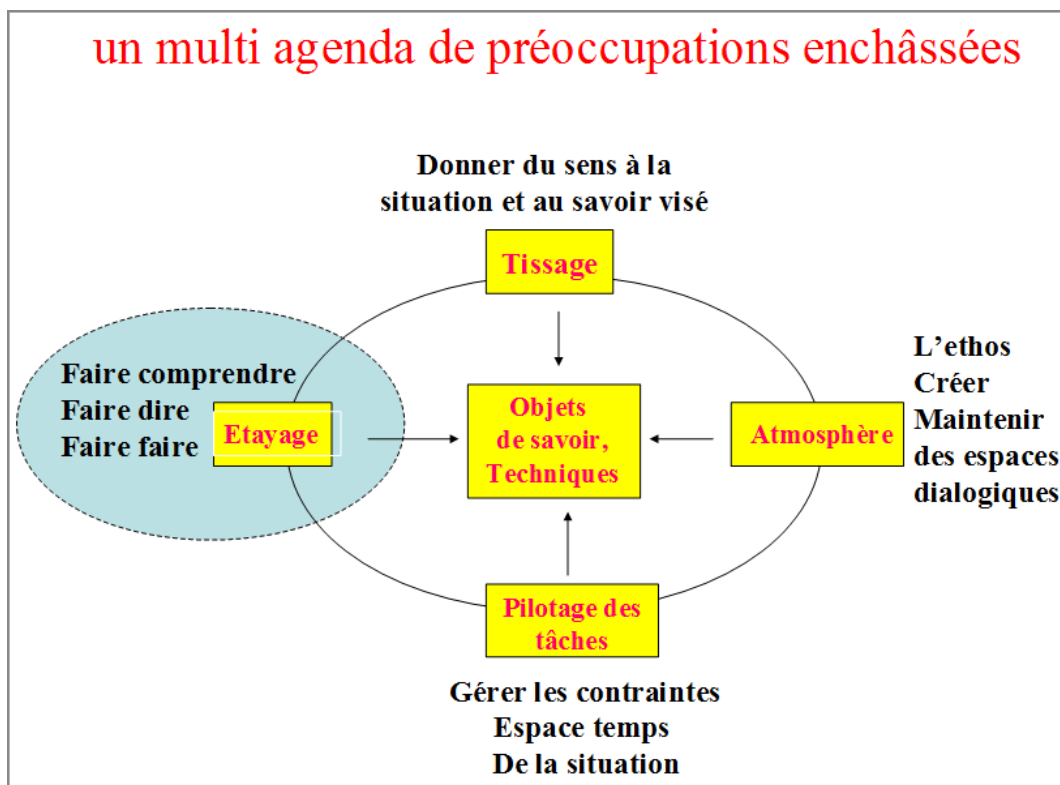 un multi agenda de préoccupations enchâssées
Donner du sens à la
situation et au savoir visé
Tissage
Faire comprendre
Faire dire
Faire faire
Etayage
Objets
de savoir,
Techniques
Atmosphère
L’ethos
Créer
Maintenir
des espaces
dialogiques
Pilotage des
tâches
Gérer les contraintes
Espace temps
De la situation